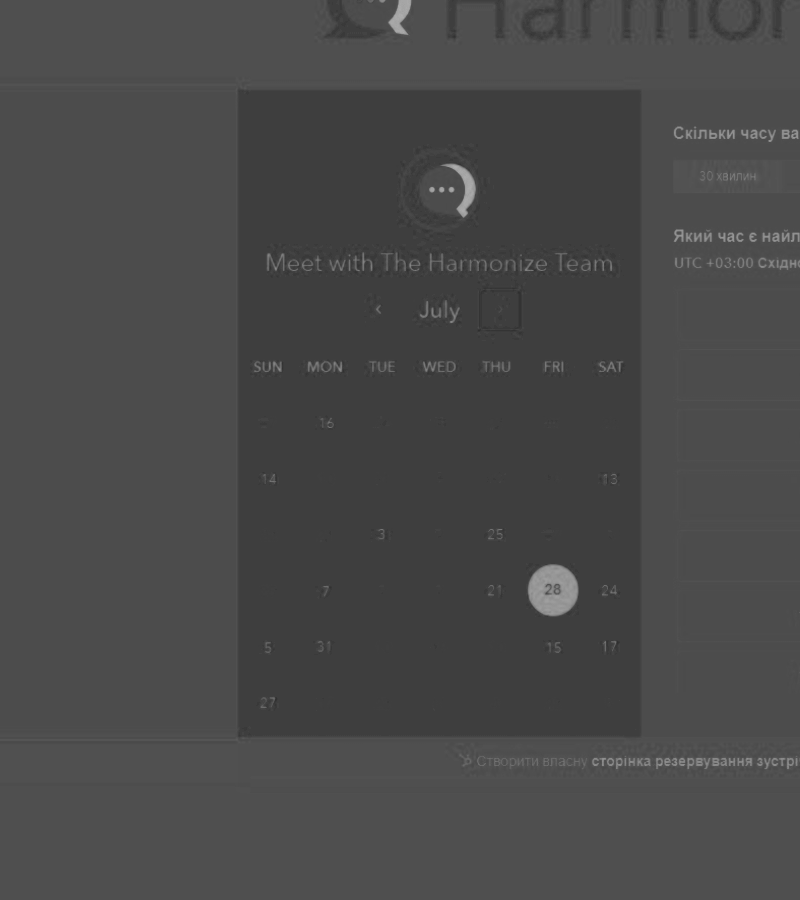 Harmon
Скільки часу ва
30 хвилин
Meet with The Harmonize Team
Який час є найл
UTC +03:00 Східно
July
SUN MON TUE WED THU FRI SAT
16
14 13
3 25
7 21 28 24
5 31 15 17
27
Створити власну сторінка резервування зустрі